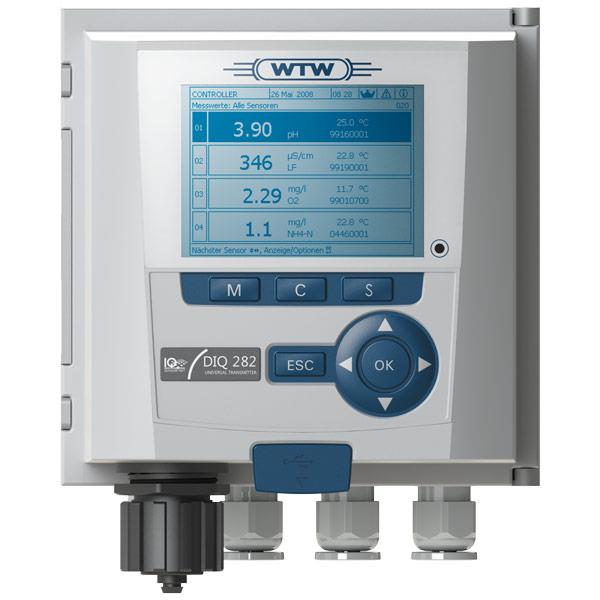 WTW
CONTROLLER 26 Mai 2008 08 28
Messwerte: Alle Sensoren 020
01 3.90 pH 25.0 °C 99160001
02 346 µS/cm LF 22.8 °C 99190001
03 2.29 mg/l O2 11.7 °C 99010700
04 1.1 mg/l NH4-N 22.8 °C 04460001
Nächster Sensor , Anzeige/Optionen
M C S
IQ DIQ 282
UNIVERSAL TRANSMITTER
ESC OK